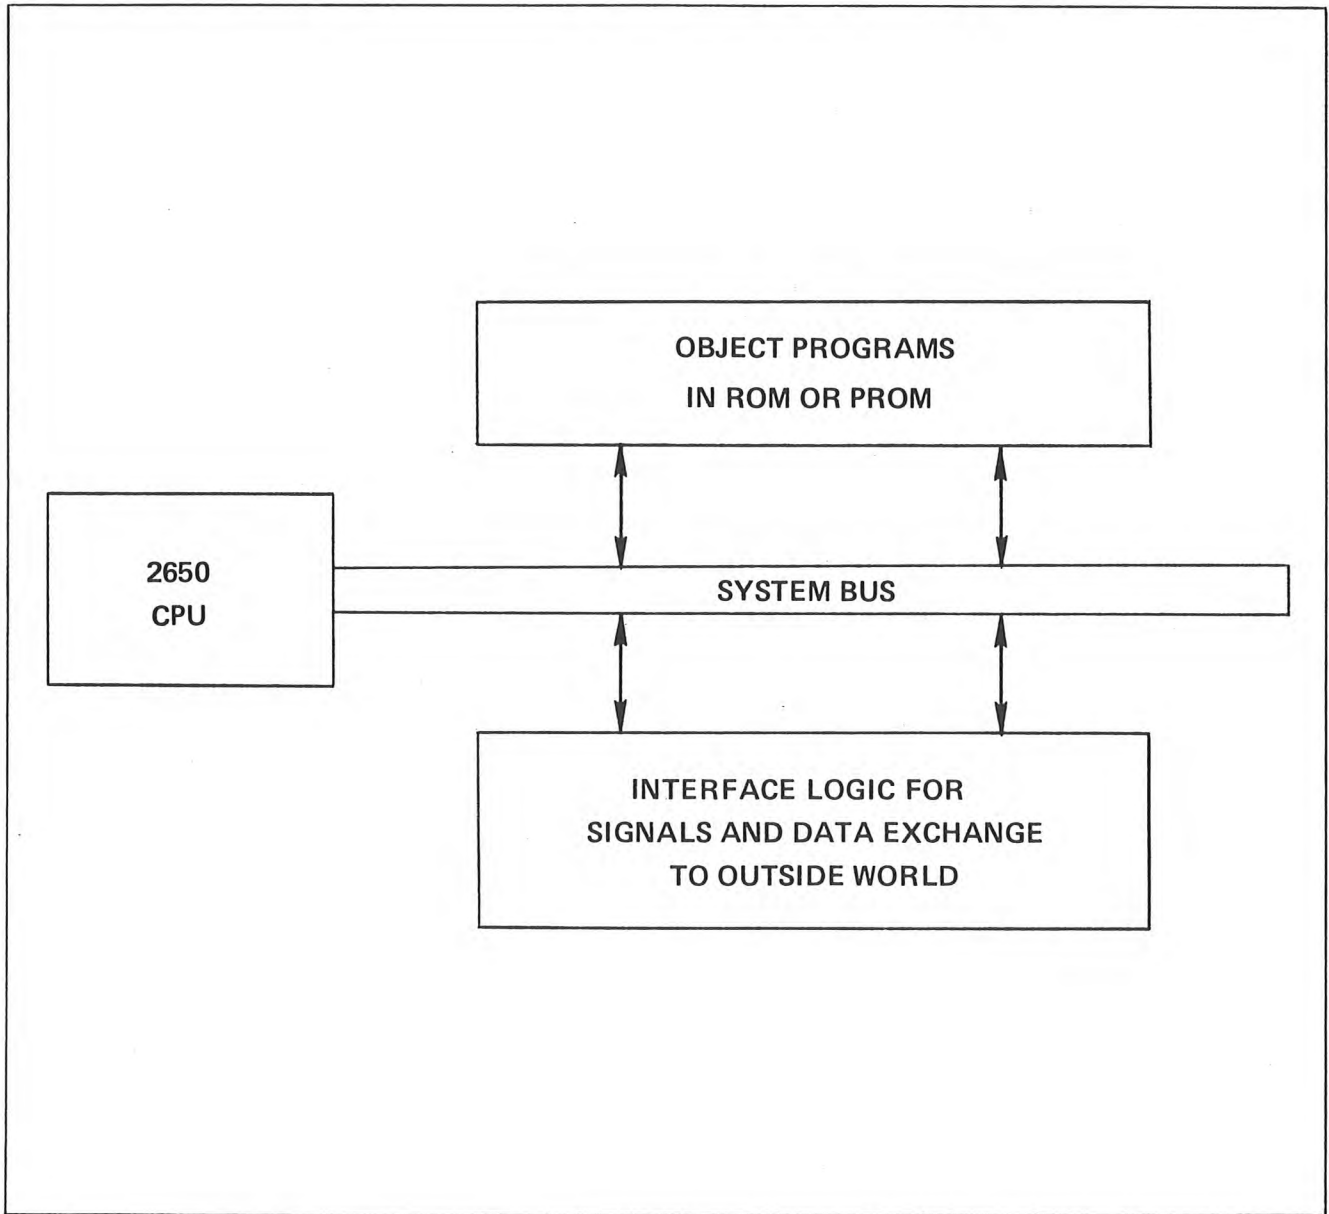 OBJECT PROGRAMS
IN ROM OR PROM
2650
CPU
SYSTEM BUS
INTERFACE LOGIC FOR
SIGNALS AND DATA EXCHANGE
TO OUTSIDE WORLD